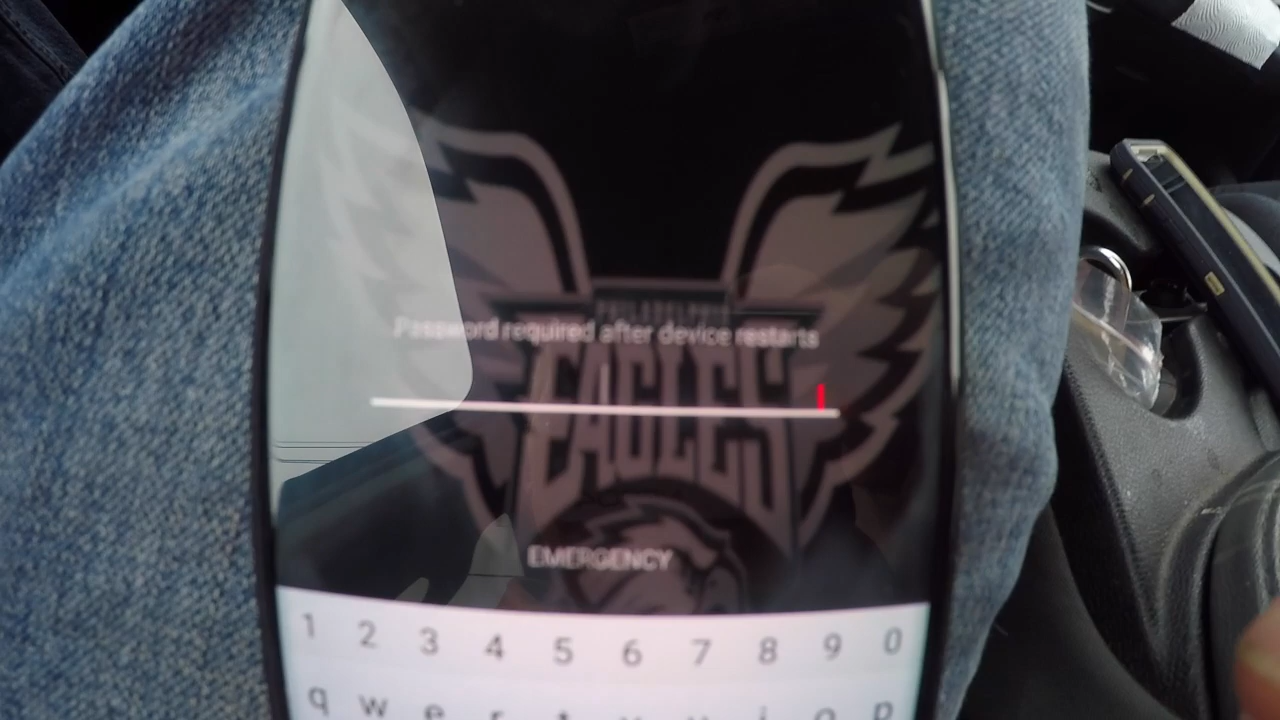 PHILADELPHIA
Password required after device restarts
EAGLES
EMERGENCY
1 2 3 4 5 6 7 8 9 0
q w e r t y u i o p